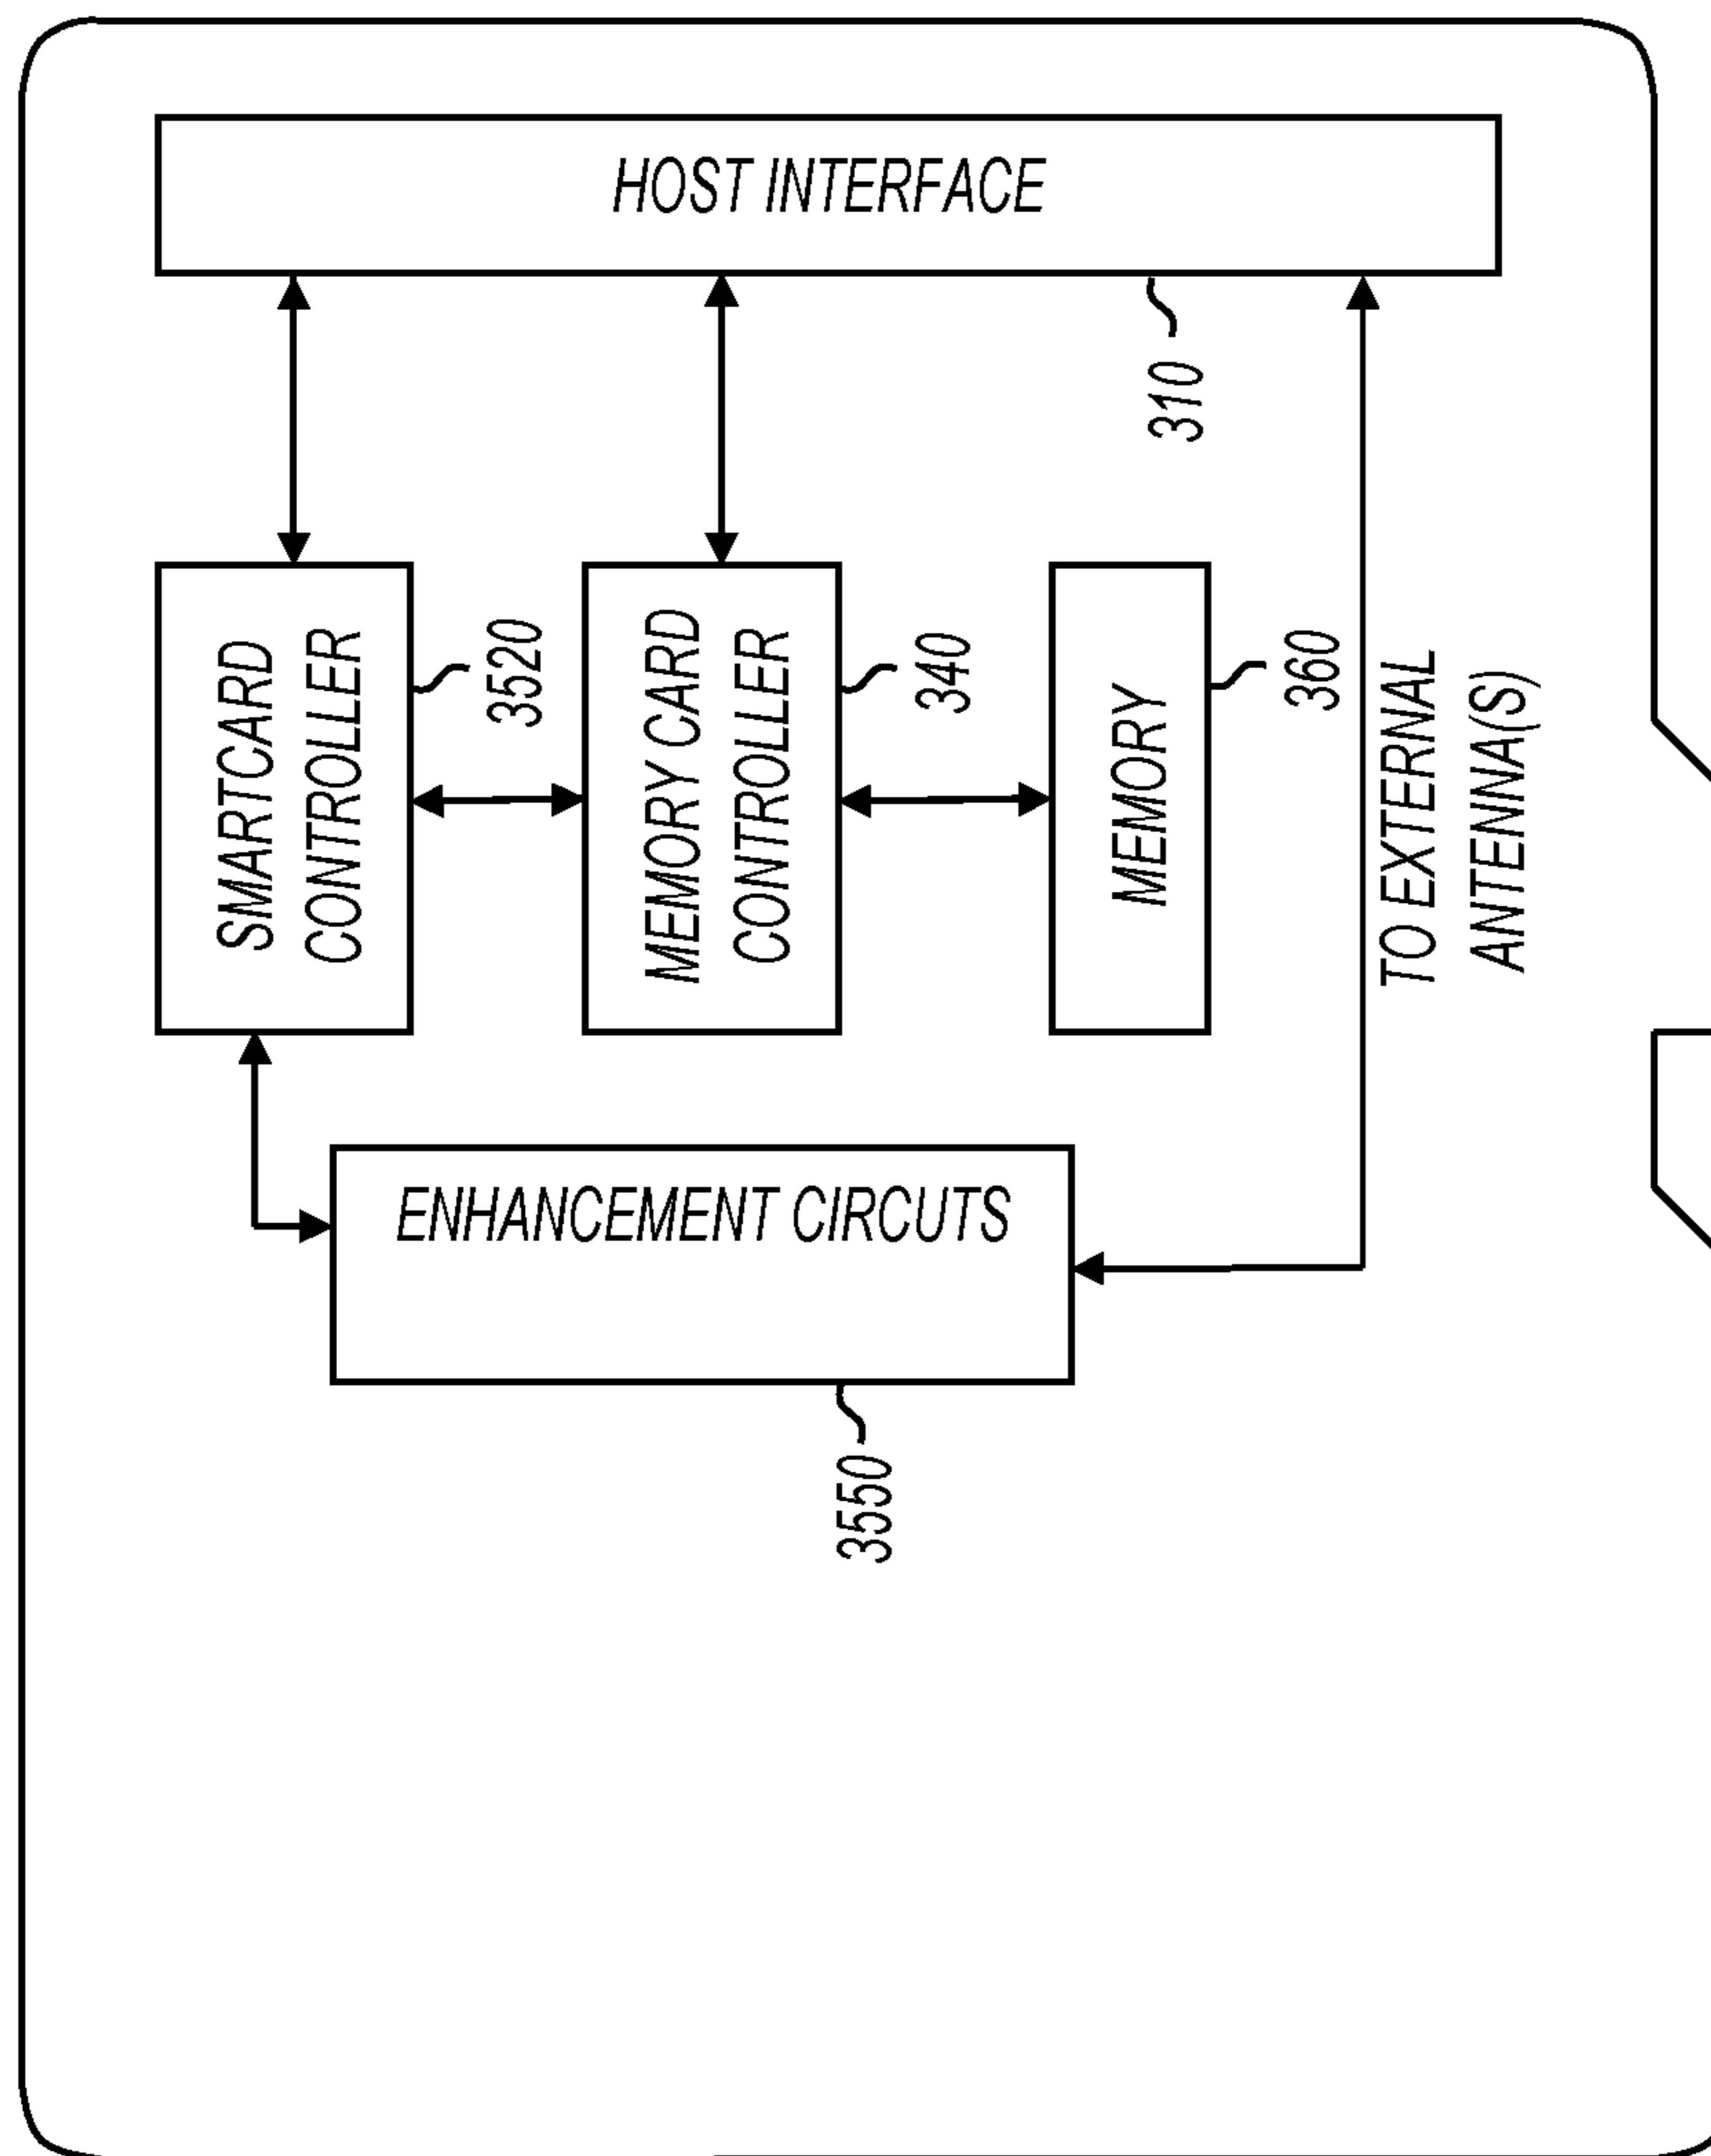 HOST INTERFACE
310
SMARTCARD
CONTROLLER
3520
MEMORY CARD
CONTROLLER
340
MEMORY
360
TO EXTERNAL
ANTENNA(S)
ENHANCEMENT CIRCUTS
3550